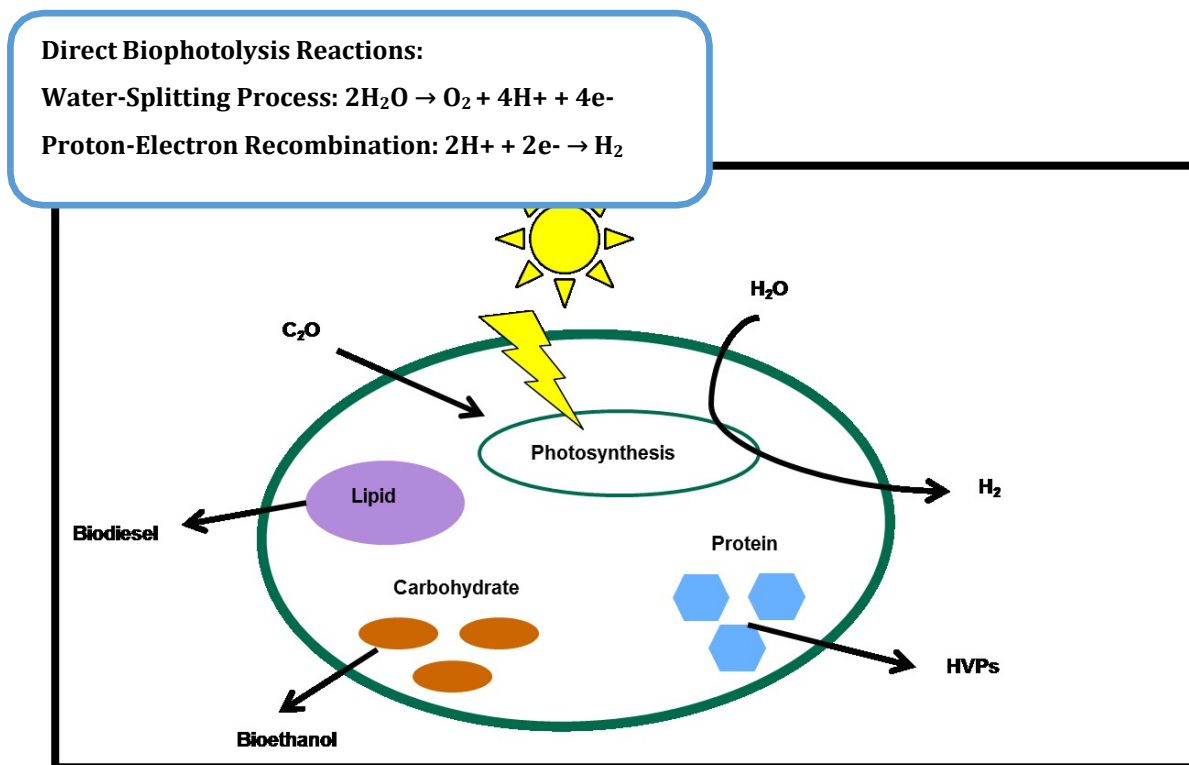 Direct Biophotolysis Reactions:
Water-Splitting Process: 2H₂O → O₂ + 4H+ + 4e-
Proton-Electron Recombination: 2H+ + 2e- → H₂
H₂O
C₂O
Photosynthesis
Lipid
H₂
Biodiesel
Protein
Carbohydrate
HVPs
Bioethanol